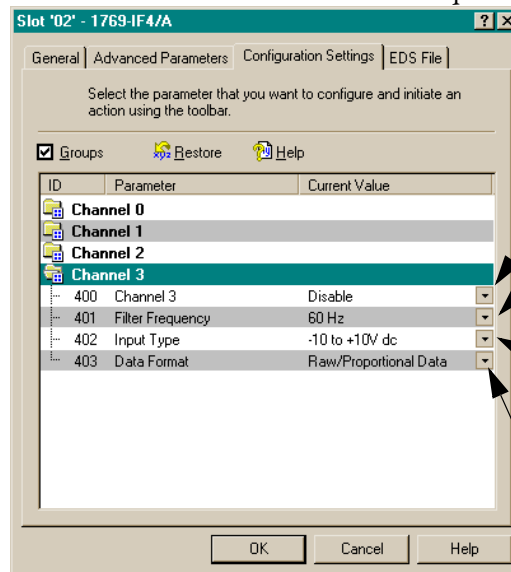 Slot '02' - 1769-IF4/A
General Advanced Parameters Configuration Settings EDS File
Select the parameter that you want to configure and initiate an
action using the toolbar.
Groups Restore Help
ID Parameter Current Value
Channel 0
Channel 1
Channel 2
Channel 3
400 Channel 3 Disable
401 Filter Frequency 60 Hz
402 Input Type -10 to +10V dc
403 Data Format Raw/Proportional Data
OK Cancel Help